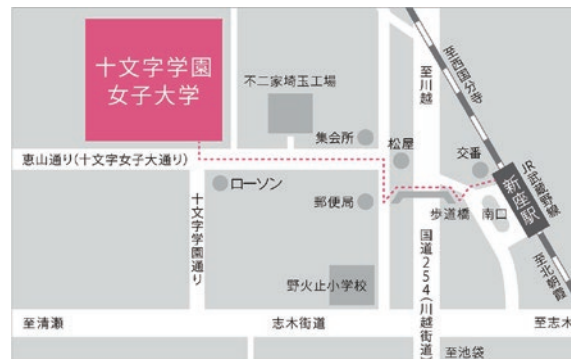 十文字学園
女子大学
不二家埼玉工場
至川越
至西国分寺
集会所
松屋
交番
JR武蔵野線
新座駅
恵山通り(十文字女子大通り)
ローソン
郵便局
歩道橋
南口
十文字学園通り
国道254(川越街道)
至北朝霞
野火止小学校
至清瀬
志木街道
至志木
至池袋